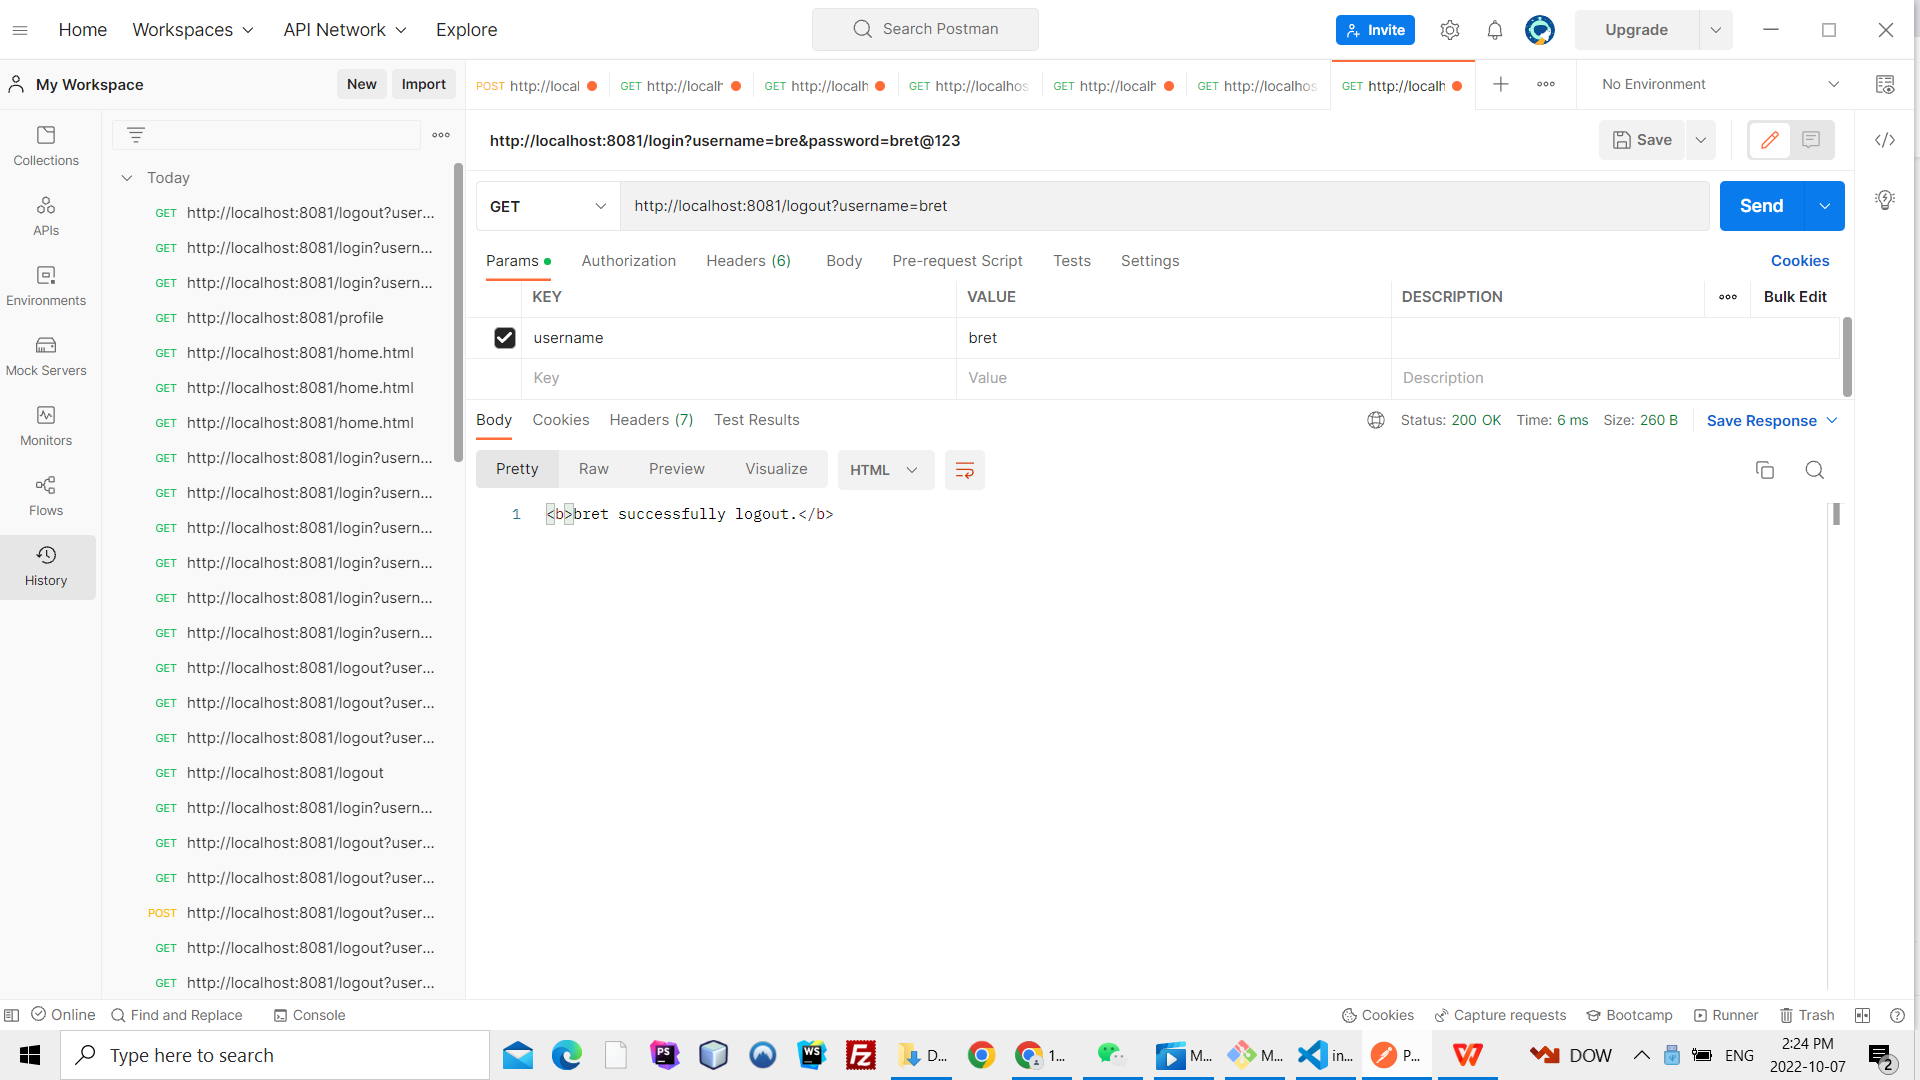 Home Workspaces API Network Explore Search Postman Invite Upgrade
My Workspace New Import POST http://local GET http://localh GET http://localh GET http://localhos GET http://localh GET http://localhos GET http://localh No Environment
http://localhost:8081/login?username=bre&password=bret@123 Save
Collections
APIs
Environments
Mock Servers
Monitors
Flows
History
Today
GET http://localhost:8081/logout?user...
GET http://localhost:8081/login?usern...
GET http://localhost:8081/login?usern...
GET http://localhost:8081/profile
GET http://localhost:8081/home.html
GET http://localhost:8081/home.html
GET http://localhost:8081/home.html
GET http://localhost:8081/login?usern...
GET http://localhost:8081/login?usern...
GET http://localhost:8081/login?usern...
GET http://localhost:8081/login?usern...
GET http://localhost:8081/login?usern...
GET http://localhost:8081/login?usern...
GET http://localhost:8081/logout?user...
GET http://localhost:8081/logout?user...
GET http://localhost:8081/logout?user...
GET http://localhost:8081/logout
GET http://localhost:8081/login?usern...
GET http://localhost:8081/logout?user...
GET http://localhost:8081/logout?user...
POST http://localhost:8081/logout?user...
GET http://localhost:8081/logout?user...
GET http://localhost:8081/logout?user...
GET http://localhost:8081/logout?username=bret Send
Params Authorization Headers (6) Body Pre-request Script Tests Settings Cookies
KEY VALUE DESCRIPTION Bulk Edit
username bret
Key Value Description
Body Cookies Headers (7) Test Results Status: 200 OK Time: 6 ms Size: 260 B Save Response
Pretty Raw Preview Visualize HTML
1 <b>bret successfully logout.</b>
Online Find and Replace Console Cookies Capture requests Bootcamp Runner Trash
Type here to search PS WS FZ D... 1... M... M... in... P... DOW ENG 2:24 PM
2022-10-07 2